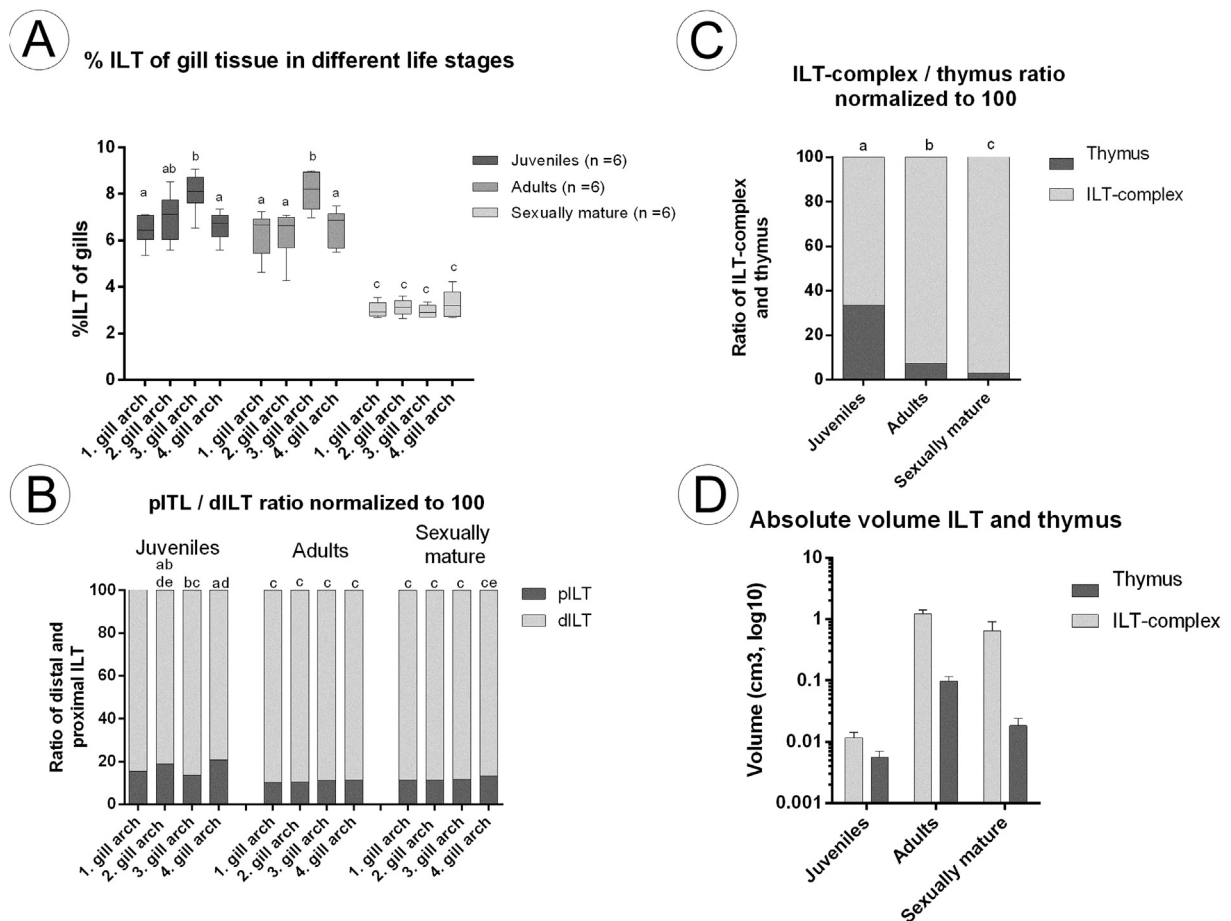 A
% ILT of gill tissue in different life stages
%ILT of gills
10
8
6
4
2
0
a
ab
b
a
a
a
b
a
c
c
c
c
Juveniles (n =6)
Adults (n =6)
Sexually mature (n =6)
1. gill arch
2. gill arch
3. gill arch
4. gill arch
1. gill arch
2. gill arch
3. gill arch
4. gill arch
1. gill arch
2. gill arch
3. gill arch
4. gill arch
B
pITL / dILT ratio normalized to 100
Juveniles
Adults
Sexually
mature
ab
de
bc
ad
c
c
c
c
c
c
c
ce
Ratio of distal and
proximal ILT
100
80
60
40
20
0
pILT
dILT
1. gill arch
2. gill arch
3. gill arch
4. gill arch
1. gill arch
2. gill arch
3. gill arch
4. gill arch
1. gill arch
2. gill arch
3. gill arch
4. gill arch
C
ILT-complex / thymus ratio
normalized to 100
Ratio of ILT-complex
and thymus
100
80
60
40
20
0
a
b
c
Thymus
ILT-complex
Juveniles
Adults
Sexually mature
D
Absolute volume ILT and thymus
Volume (cm3, log10)
10
1
0.1
0.01
0.001
Thymus
ILT-complex
Juveniles
Adults
Sexually mature